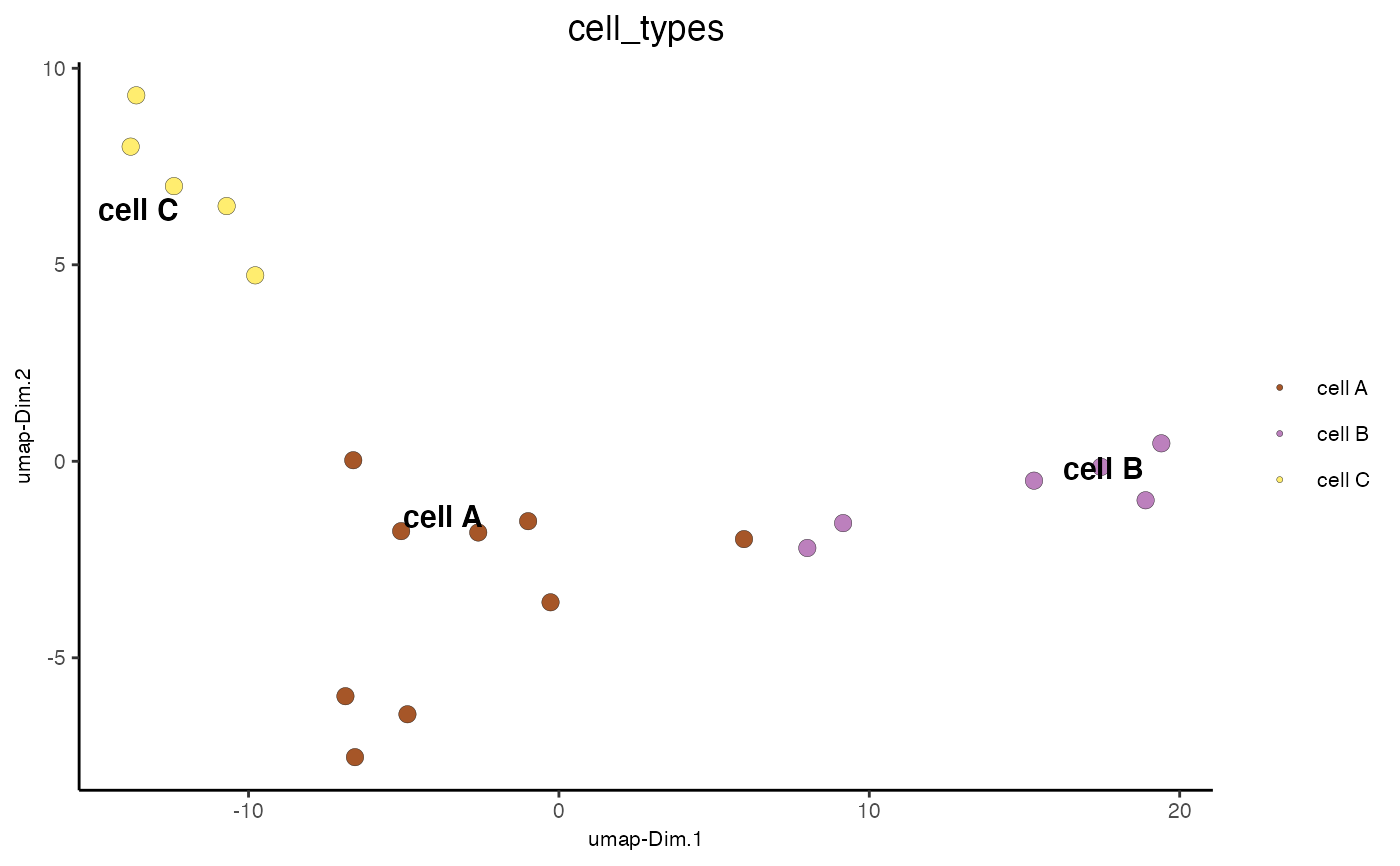 cell_types
10
5
0
-5
umap-Dim.2
cell C
cell A
cell B
-10
0
10
20
umap-Dim.1
cell A
cell B
cell C